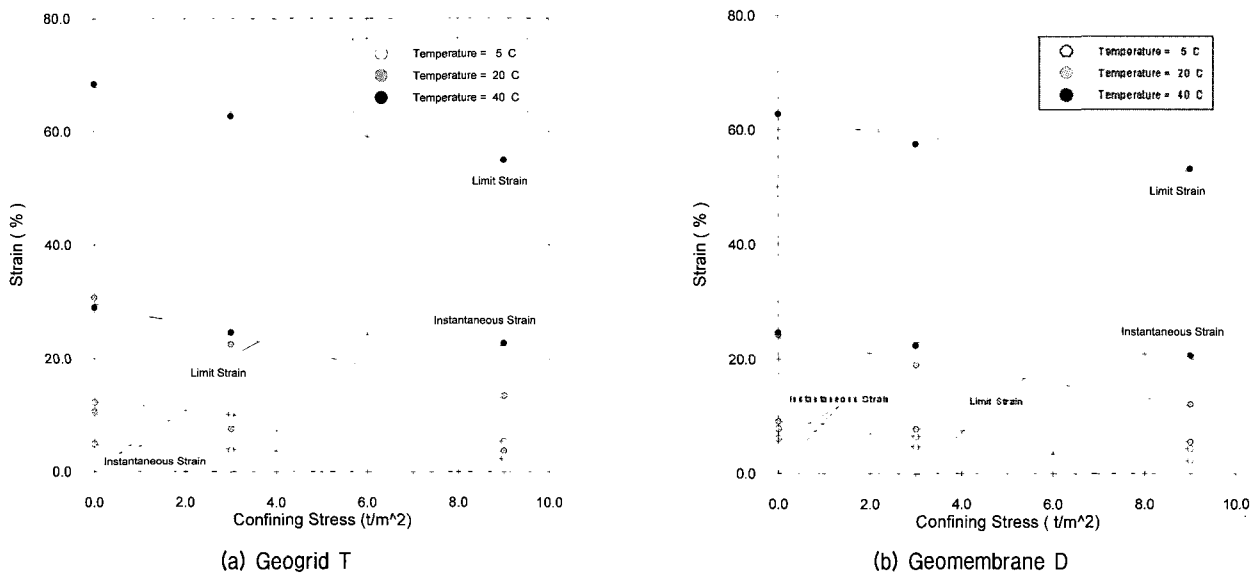 80.0
60.0
40.0
20.0
0.0
Strain ( % )
Temperature = 5 C
Temperature = 20 C
Temperature = 40 C
Limit Strain
Instantaneous Strain
Limit Strain
Instantaneous Strain
0.0 2.0 4.0 6.0 8.0 10.0
Confining Stress (t/m^2)
(a) Geogrid T
80.0
60.0
40.0
20.0
0.0
Strain ( % )
Temperature = 5 C
Temperature = 20 C
Temperature = 40 C
Limit Strain
Instantaneous Strain
Instantaneous Strain
Limit Strain
0.0 2.0 4.0 6.0 8.0 10.0
Confining Stress ( t/m^2)
(b) Geomembrane D